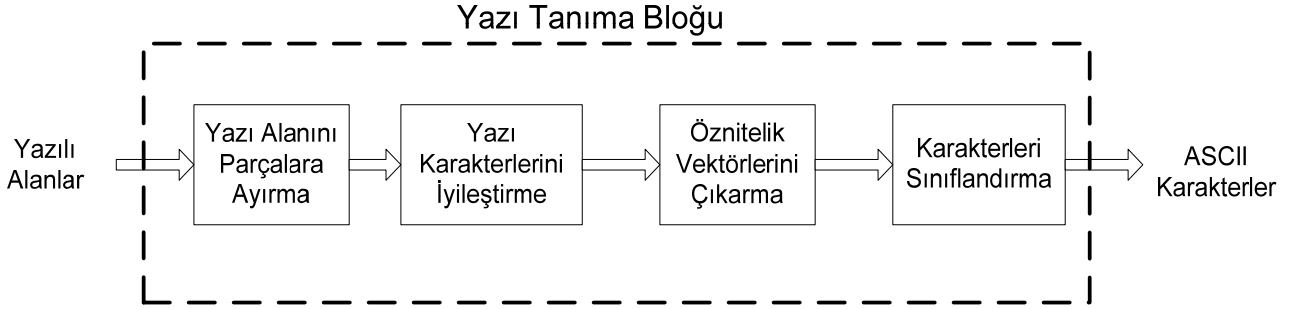 Yazı Tanıma Bloğu
Yazılı
Alanlar
Yazı Alanını
Parçalara
Ayırma
Yazı
Karakterlerini
İyileştirme
Öznitelik
Vektörlerini
Çıkarma
Karakterleri
Sınıflandırma
ASCII
Karakterler